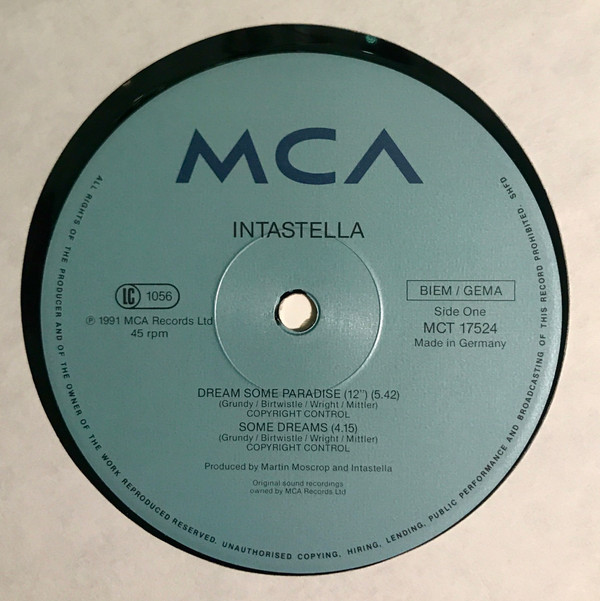 MCA
INTASTELLA
LC 1056
℗ 1991 MCA Records Ltd
45 rpm
BIEM / GEMA
Side One
MCT 17524
Made in Germany
DREAM SOME PARADISE (12") (5.42)
(Grundy / Birtwistle / Wright / Mittler)
COPYRIGHT CONTROL
SOME DREAMS (4.15)
(Grundy / Birtwistle / Wright / Mittler)
COPYRIGHT CONTROL
Produced by Martin Moscrop and Intastella
Original sound recordings
owned by MCA Records Ltd
ALL RIGHTS OF THE PRODUCER AND OF THE OWNER OF THE WORK REPRODUCED RESERVED. UNAUTHORISED COPYING, HIRING, LENDING, PUBLIC PERFORMANCE AND BROADCASTING OF THIS RECORD PROHIBITED. SHFD